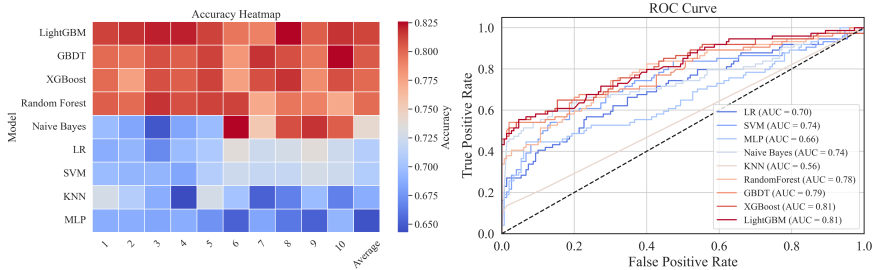 Accuracy Heatmap
Model
LightGBM
GBDT
XGBoost
Random Forest
Naive Bayes
LR
SVM
KNN
MLP
1 2 3 4 5 6 7 8 9 10 Average
0.825
0.800
0.775
0.750
0.725
0.700
0.675
0.650
Accuracy
ROC Curve
True Positive Rate
1.0
0.8
0.6
0.4
0.2
0.0
0.0 0.2 0.4 0.6 0.8 1.0
False Positive Rate
LR (AUC = 0.70)
SVM (AUC = 0.74)
MLP (AUC = 0.66)
Naive Bayes (AUC = 0.74)
KNN (AUC = 0.56)
RandomForest (AUC = 0.78)
GBDT (AUC = 0.79)
XGBoost (AUC = 0.81)
LightGBM (AUC = 0.81)